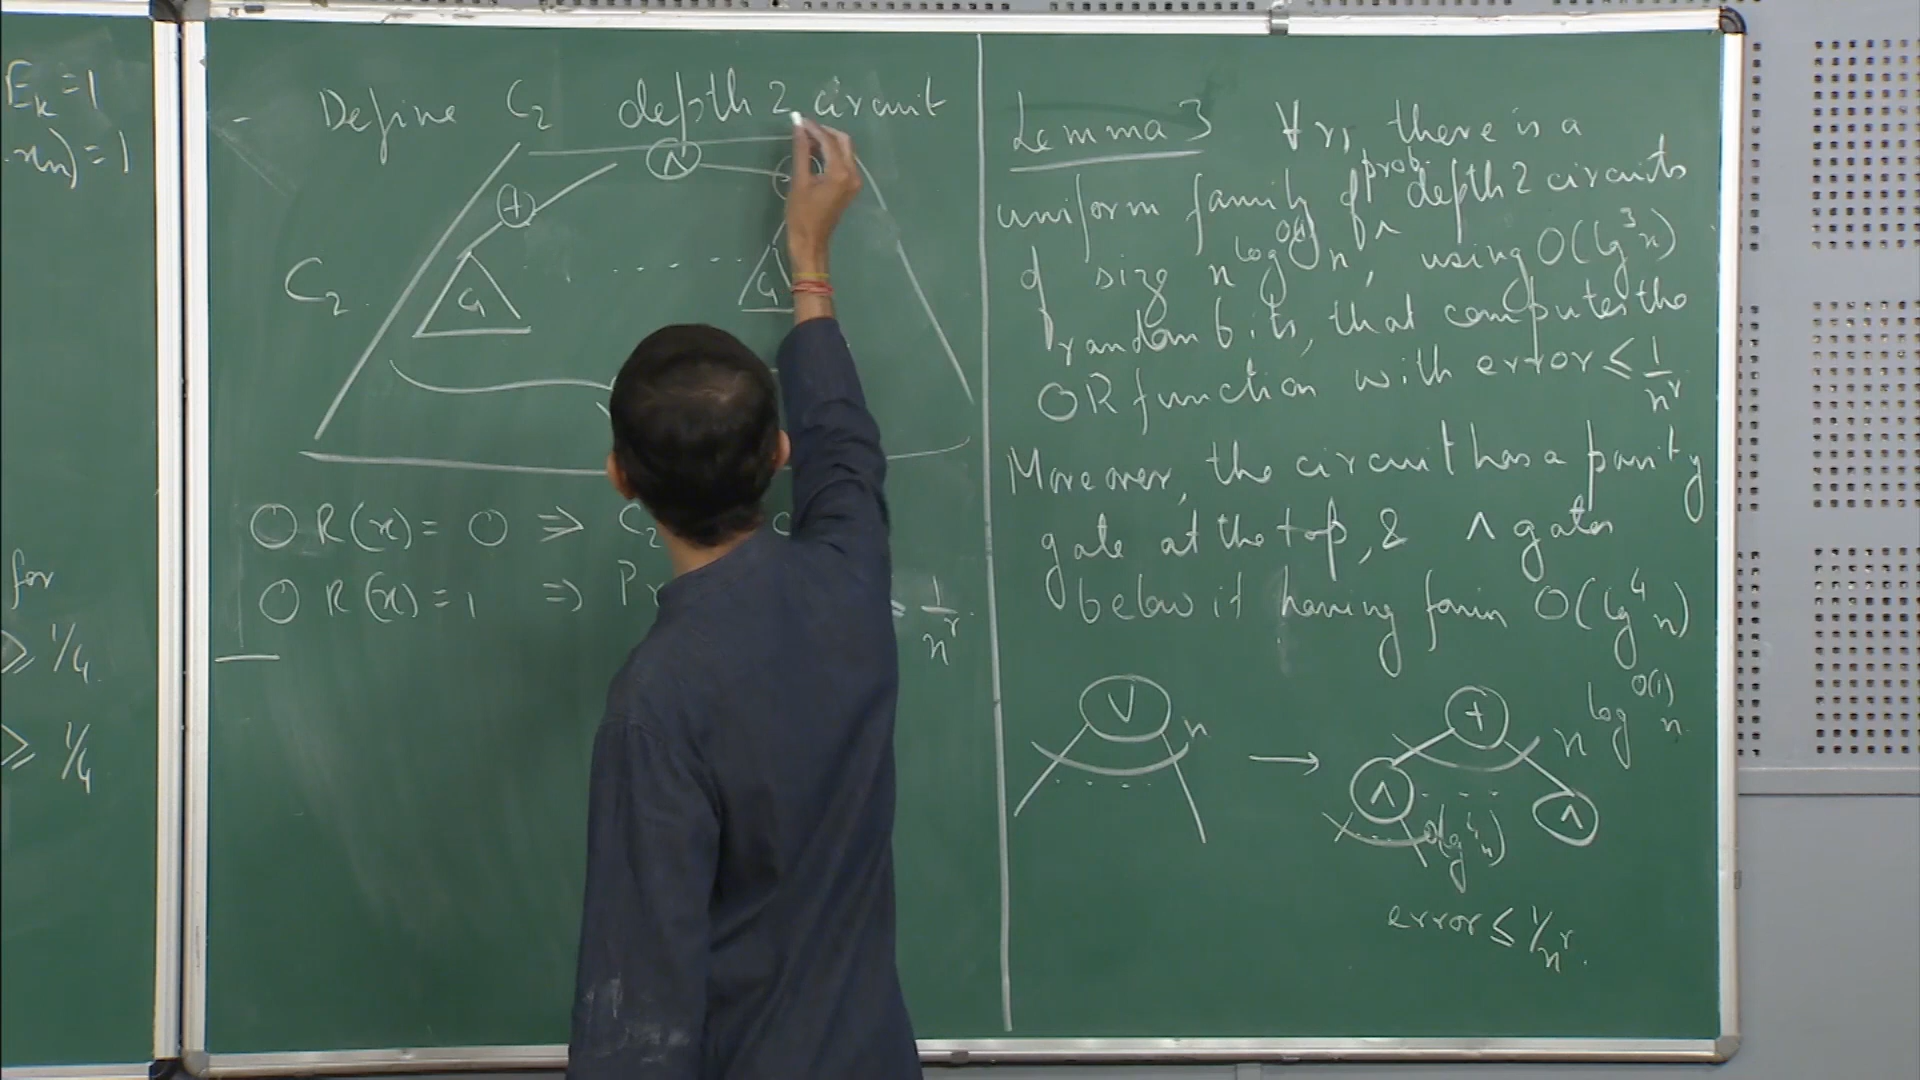 E_k = 1
x_n) = 1
for
≥ 1/4
≥ 1/4
- Define C_2 depth 2 circuit
∧
+
C_2
C_1
. . . . . .
C_1
OR(x) = 0 ⇒ C_2
OR(x) = 1 ⇒ Pr ≤ 1/n^r.
Lemma 3 ∀ r, there is a
uniform family of prob. depth 2 circuits
of size n^{log^{O(1)} n}, using O(lg^3 n)
random bits, that computes the
OR function with error ≤ 1/n^r.
Moreover, the circuit has a parity
gate at the top, & ∧ gates
below it having fanin O(lg^4 n)
∨ n → + n^{log^{O(1)} n}
∧ . . . . ∧
O(log^4 n)
error ≤ 1/n^r.